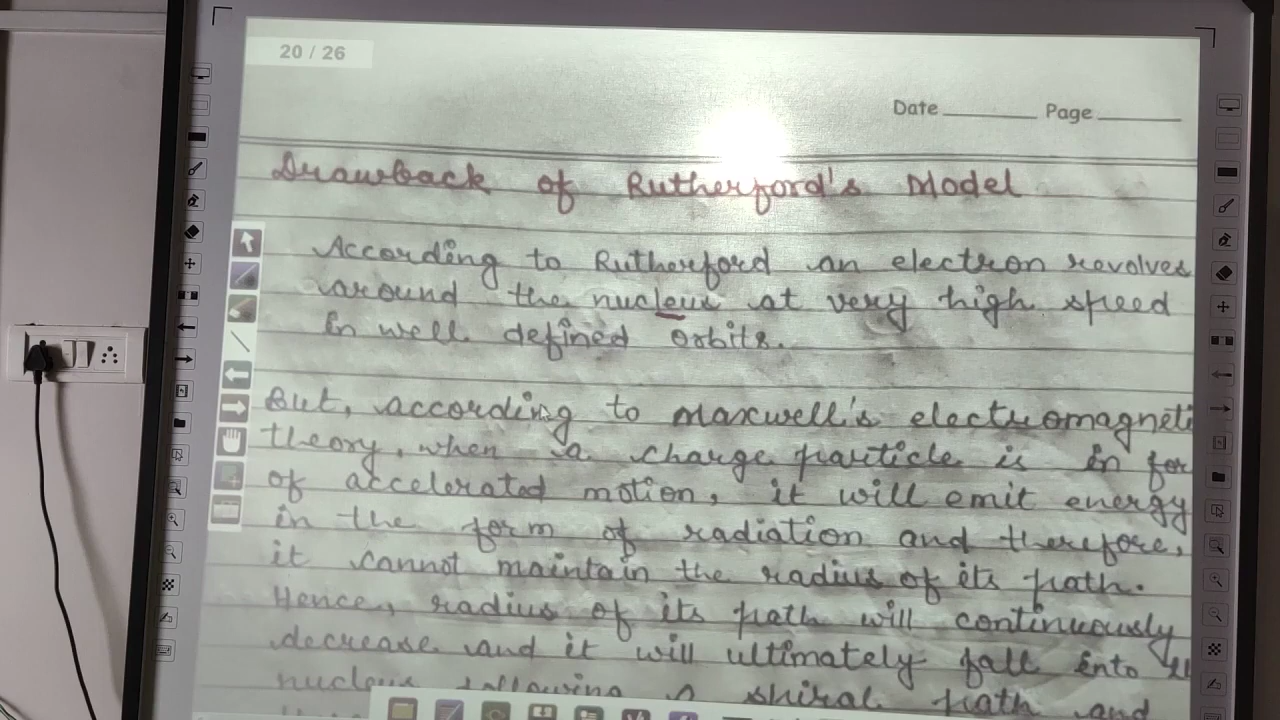 20 / 26
Date Page
Drawback of Rutherford's Model
According to Rutherford an electron revolves
around the nucleus at very high speed
in well defined orbits.
But, according to Maxwell's electromagneti
theory, when a charge particle is in for
of accelerated motion, it will emit energy
in the form of radiation and therefore,
it cannot maintain the radius of its path.
Hence, radius of its path will continuously
decrease and it will ultimately fall into
nucleus following a shiral path and